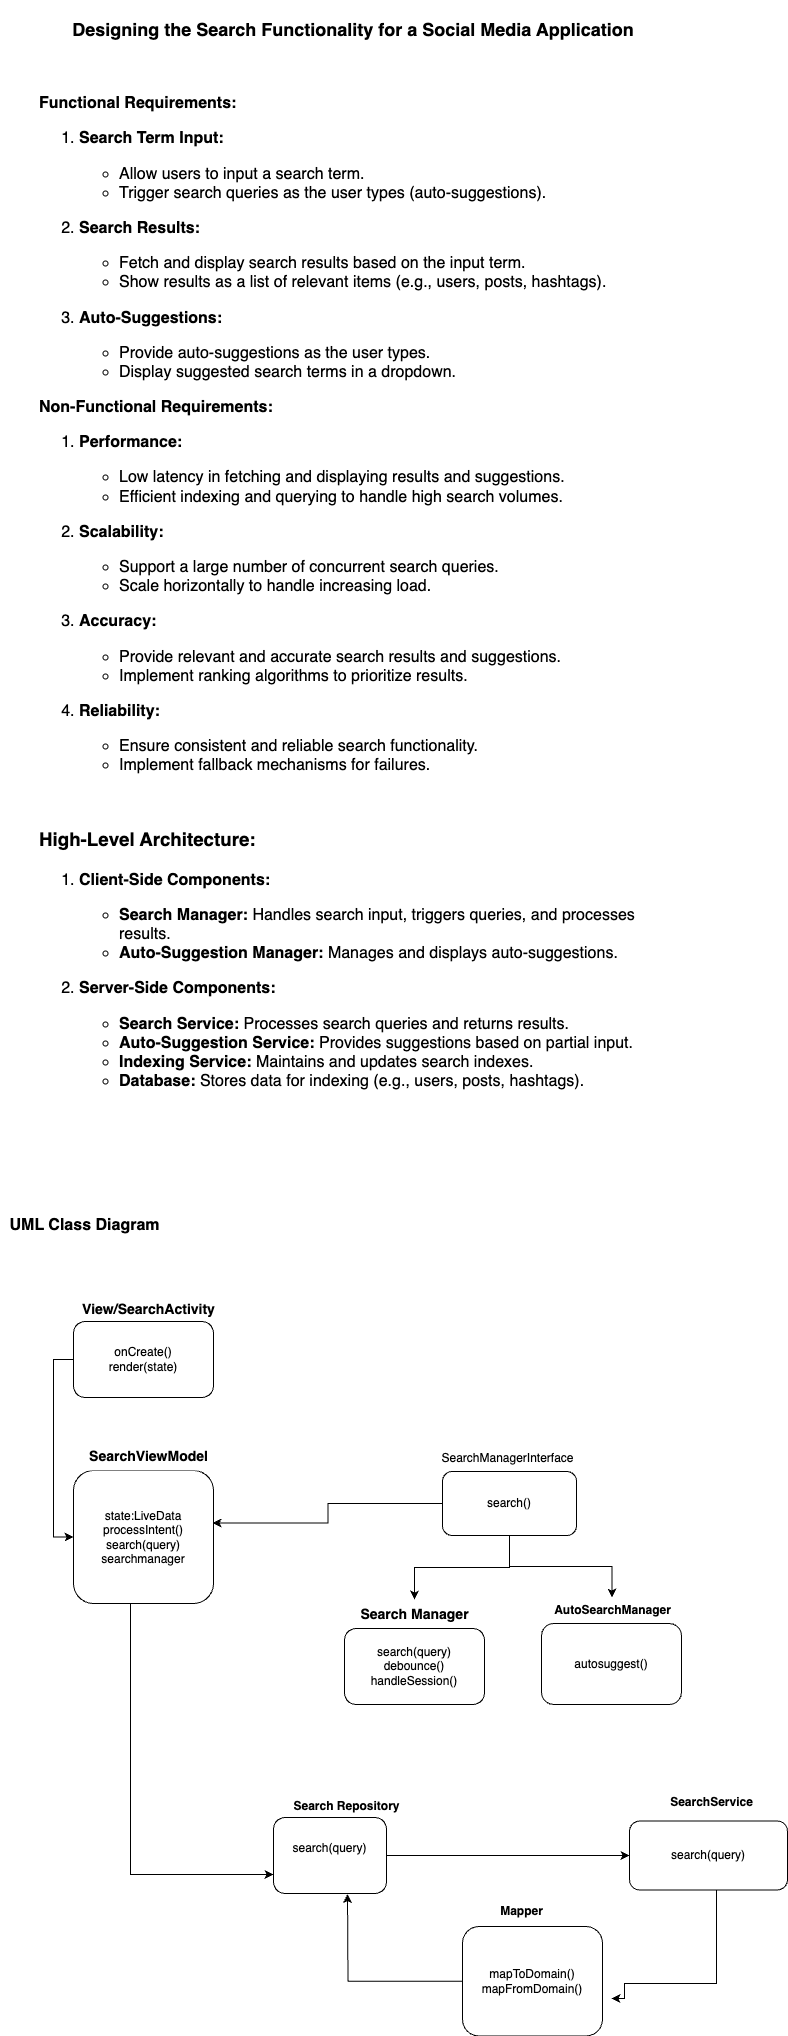 Designing the Search Functionality for a Social Media Application
Functional Requirements:
1. Search Term Input:
Allow users to input a search term.
Trigger search queries as the user types (auto-suggestions).
2. Search Results:
Fetch and display search results based on the input term.
Show results as a list of relevant items (e.g., users, posts, hashtags).
3. Auto-Suggestions:
Provide auto-suggestions as the user types.
Display suggested search terms in a dropdown.
Non-Functional Requirements:
1. Performance:
Low latency in fetching and displaying results and suggestions.
Efficient indexing and querying to handle high search volumes.
2. Scalability:
Support a large number of concurrent search queries.
Scale horizontally to handle increasing load.
3. Accuracy:
Provide relevant and accurate search results and suggestions.
Implement ranking algorithms to prioritize results.
4. Reliability:
Ensure consistent and reliable search functionality.
Implement fallback mechanisms for failures.
High-Level Architecture:
1. Client-Side Components:
Search Manager: Handles search input, triggers queries, and processes
results.
Auto-Suggestion Manager: Manages and displays auto-suggestions.
2. Server-Side Components:
Search Service: Processes search queries and returns results.
Auto-Suggestion Service: Provides suggestions based on partial input.
Indexing Service: Maintains and updates search indexes.
Database: Stores data for indexing (e.g., users, posts, hashtags).
UML Class Diagram
View/SearchActivity
onCreate()
render(state)
SearchViewModel
state:LiveData
processIntent()
search(query)
searchmanager
SearchManagerInterface
search()
Search Manager
search(query)
debounce()
handleSession()
AutoSearchManager
autosuggest()
Search Repository
search(query)
SearchService
search(query)
Mapper
mapToDomain()
mapFromDomain()